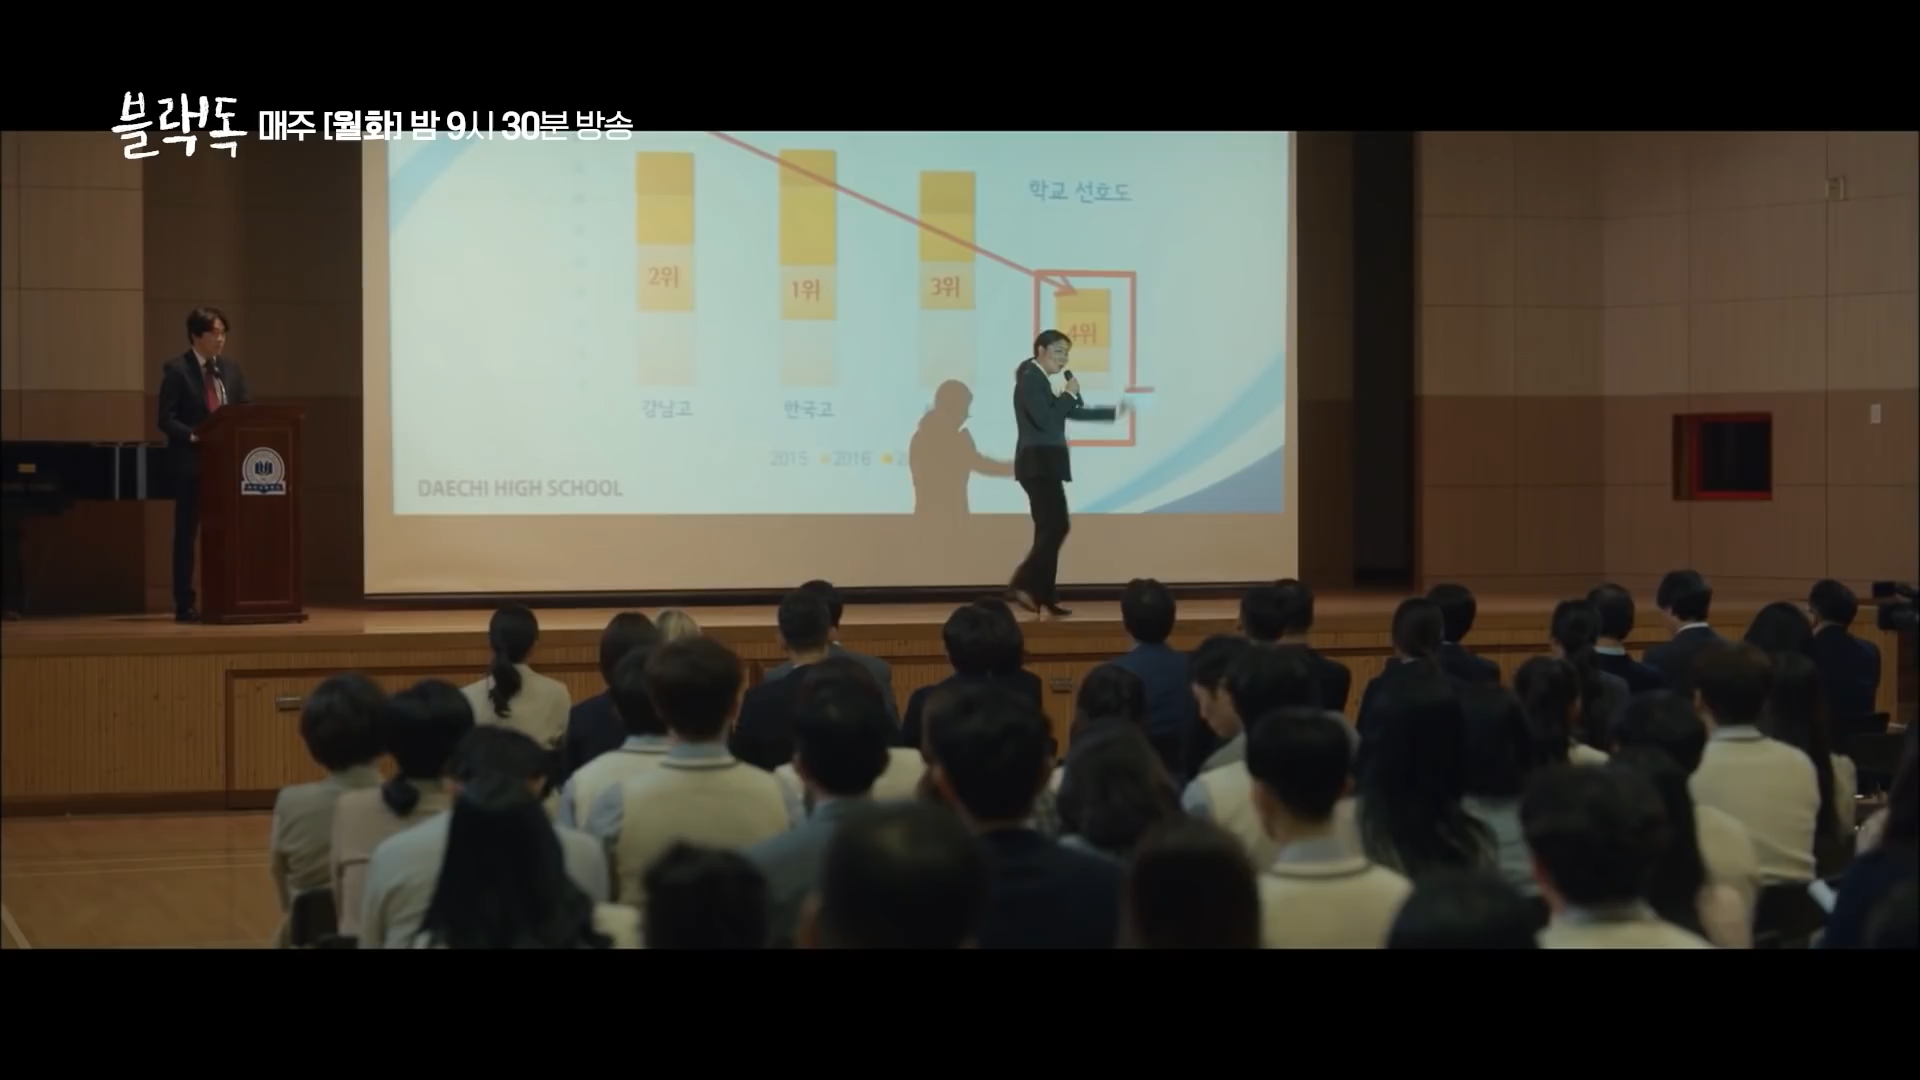 블랙독 매주 [월화] 밤 9시 30분 방송
학교 선호도
2위 1위 3위 4위
강남고 한국고
2015 2016
DAECHI HIGH SCHOOL